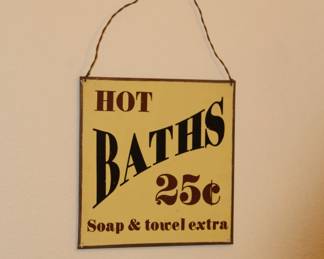 HOT
BATHS
25¢
Soap & towel extra